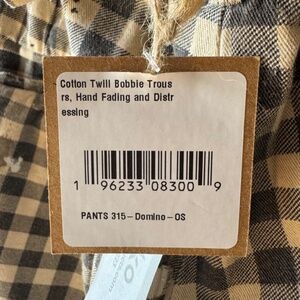 Cotton Twill Bobbie Trous
rs, Hand Fading and Distr
essing
1 96233 08300 9
PANTS 315-Domino-OS